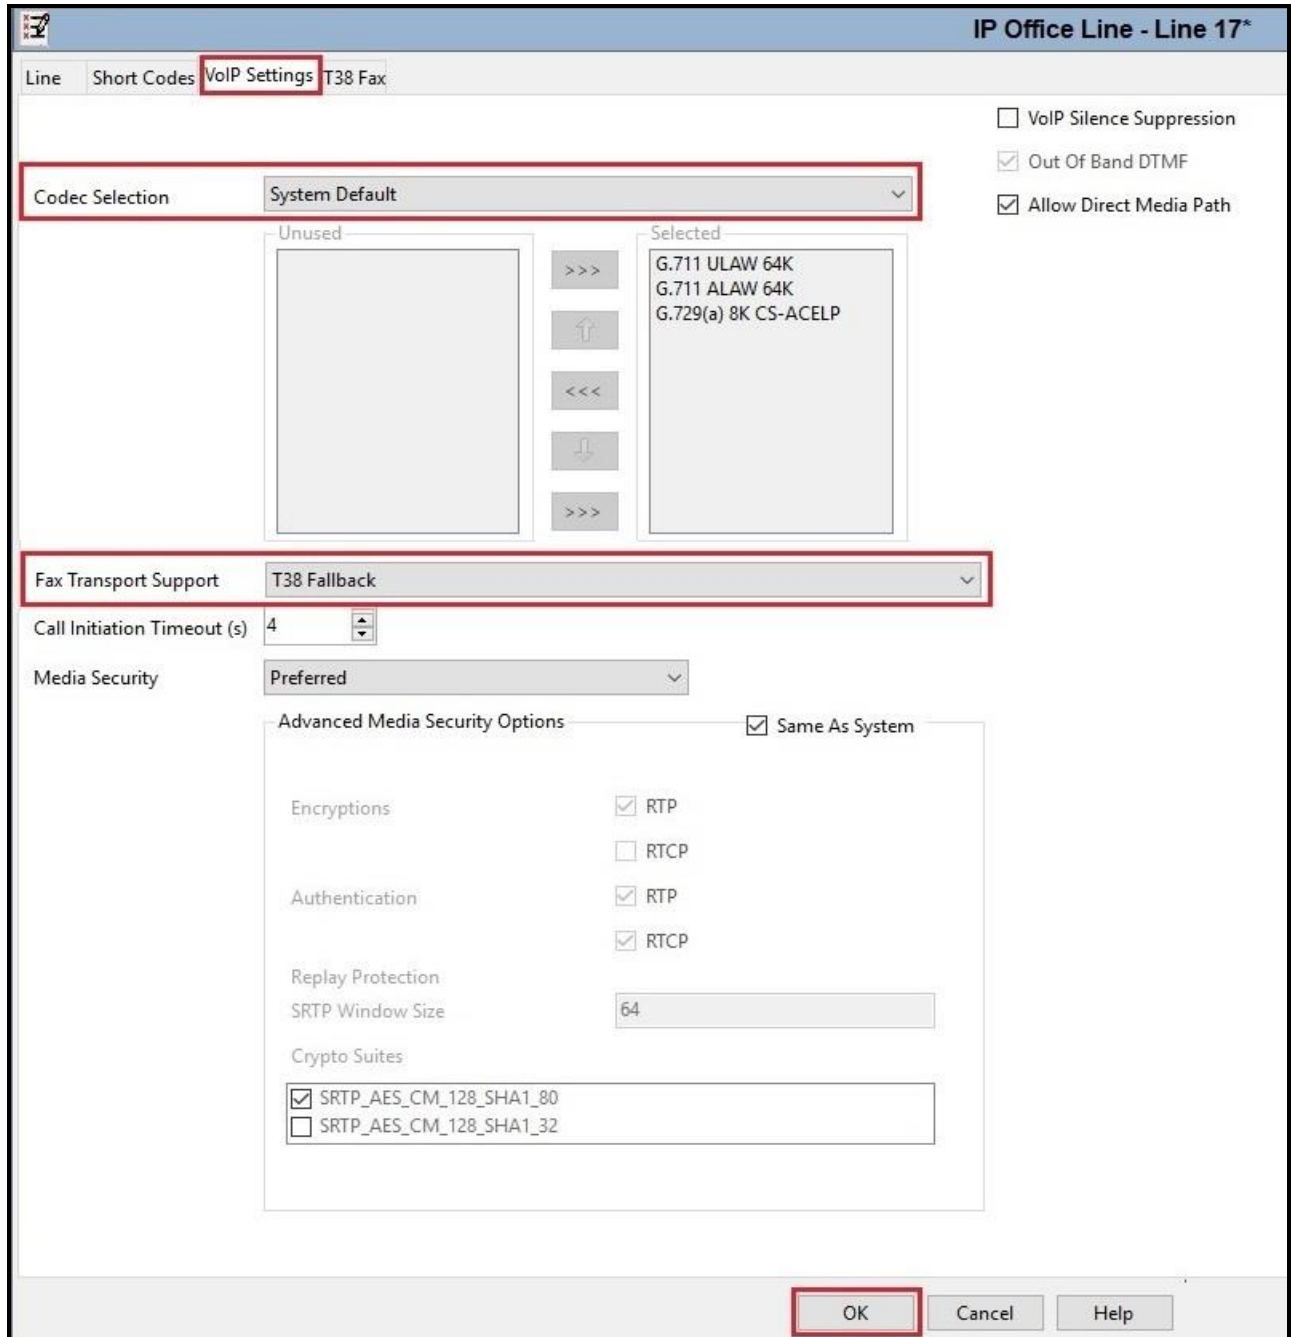 IP Office Line - Line 17*
Line Short Codes VoIP Settings T38 Fax
VoIP Silence Suppression
Out Of Band DTMF
Allow Direct Media Path
Codec Selection System Default
Unused Selected
>>>
G.711 ULAW 64K
G.711 ALAW 64K
G.729(a) 8K CS-ACELP
<<<
>>>
Fax Transport Support T38 Fallback
Call Initiation Timeout (s) 4
Media Security Preferred
Advanced Media Security Options Same As System
Encryptions RTP
RTCP
Authentication RTP
RTCP
Replay Protection
SRTP Window Size 64
Crypto Suites
SRTP_AES_CM_128_SHA1_80
SRTP_AES_CM_128_SHA1_32
OK Cancel Help